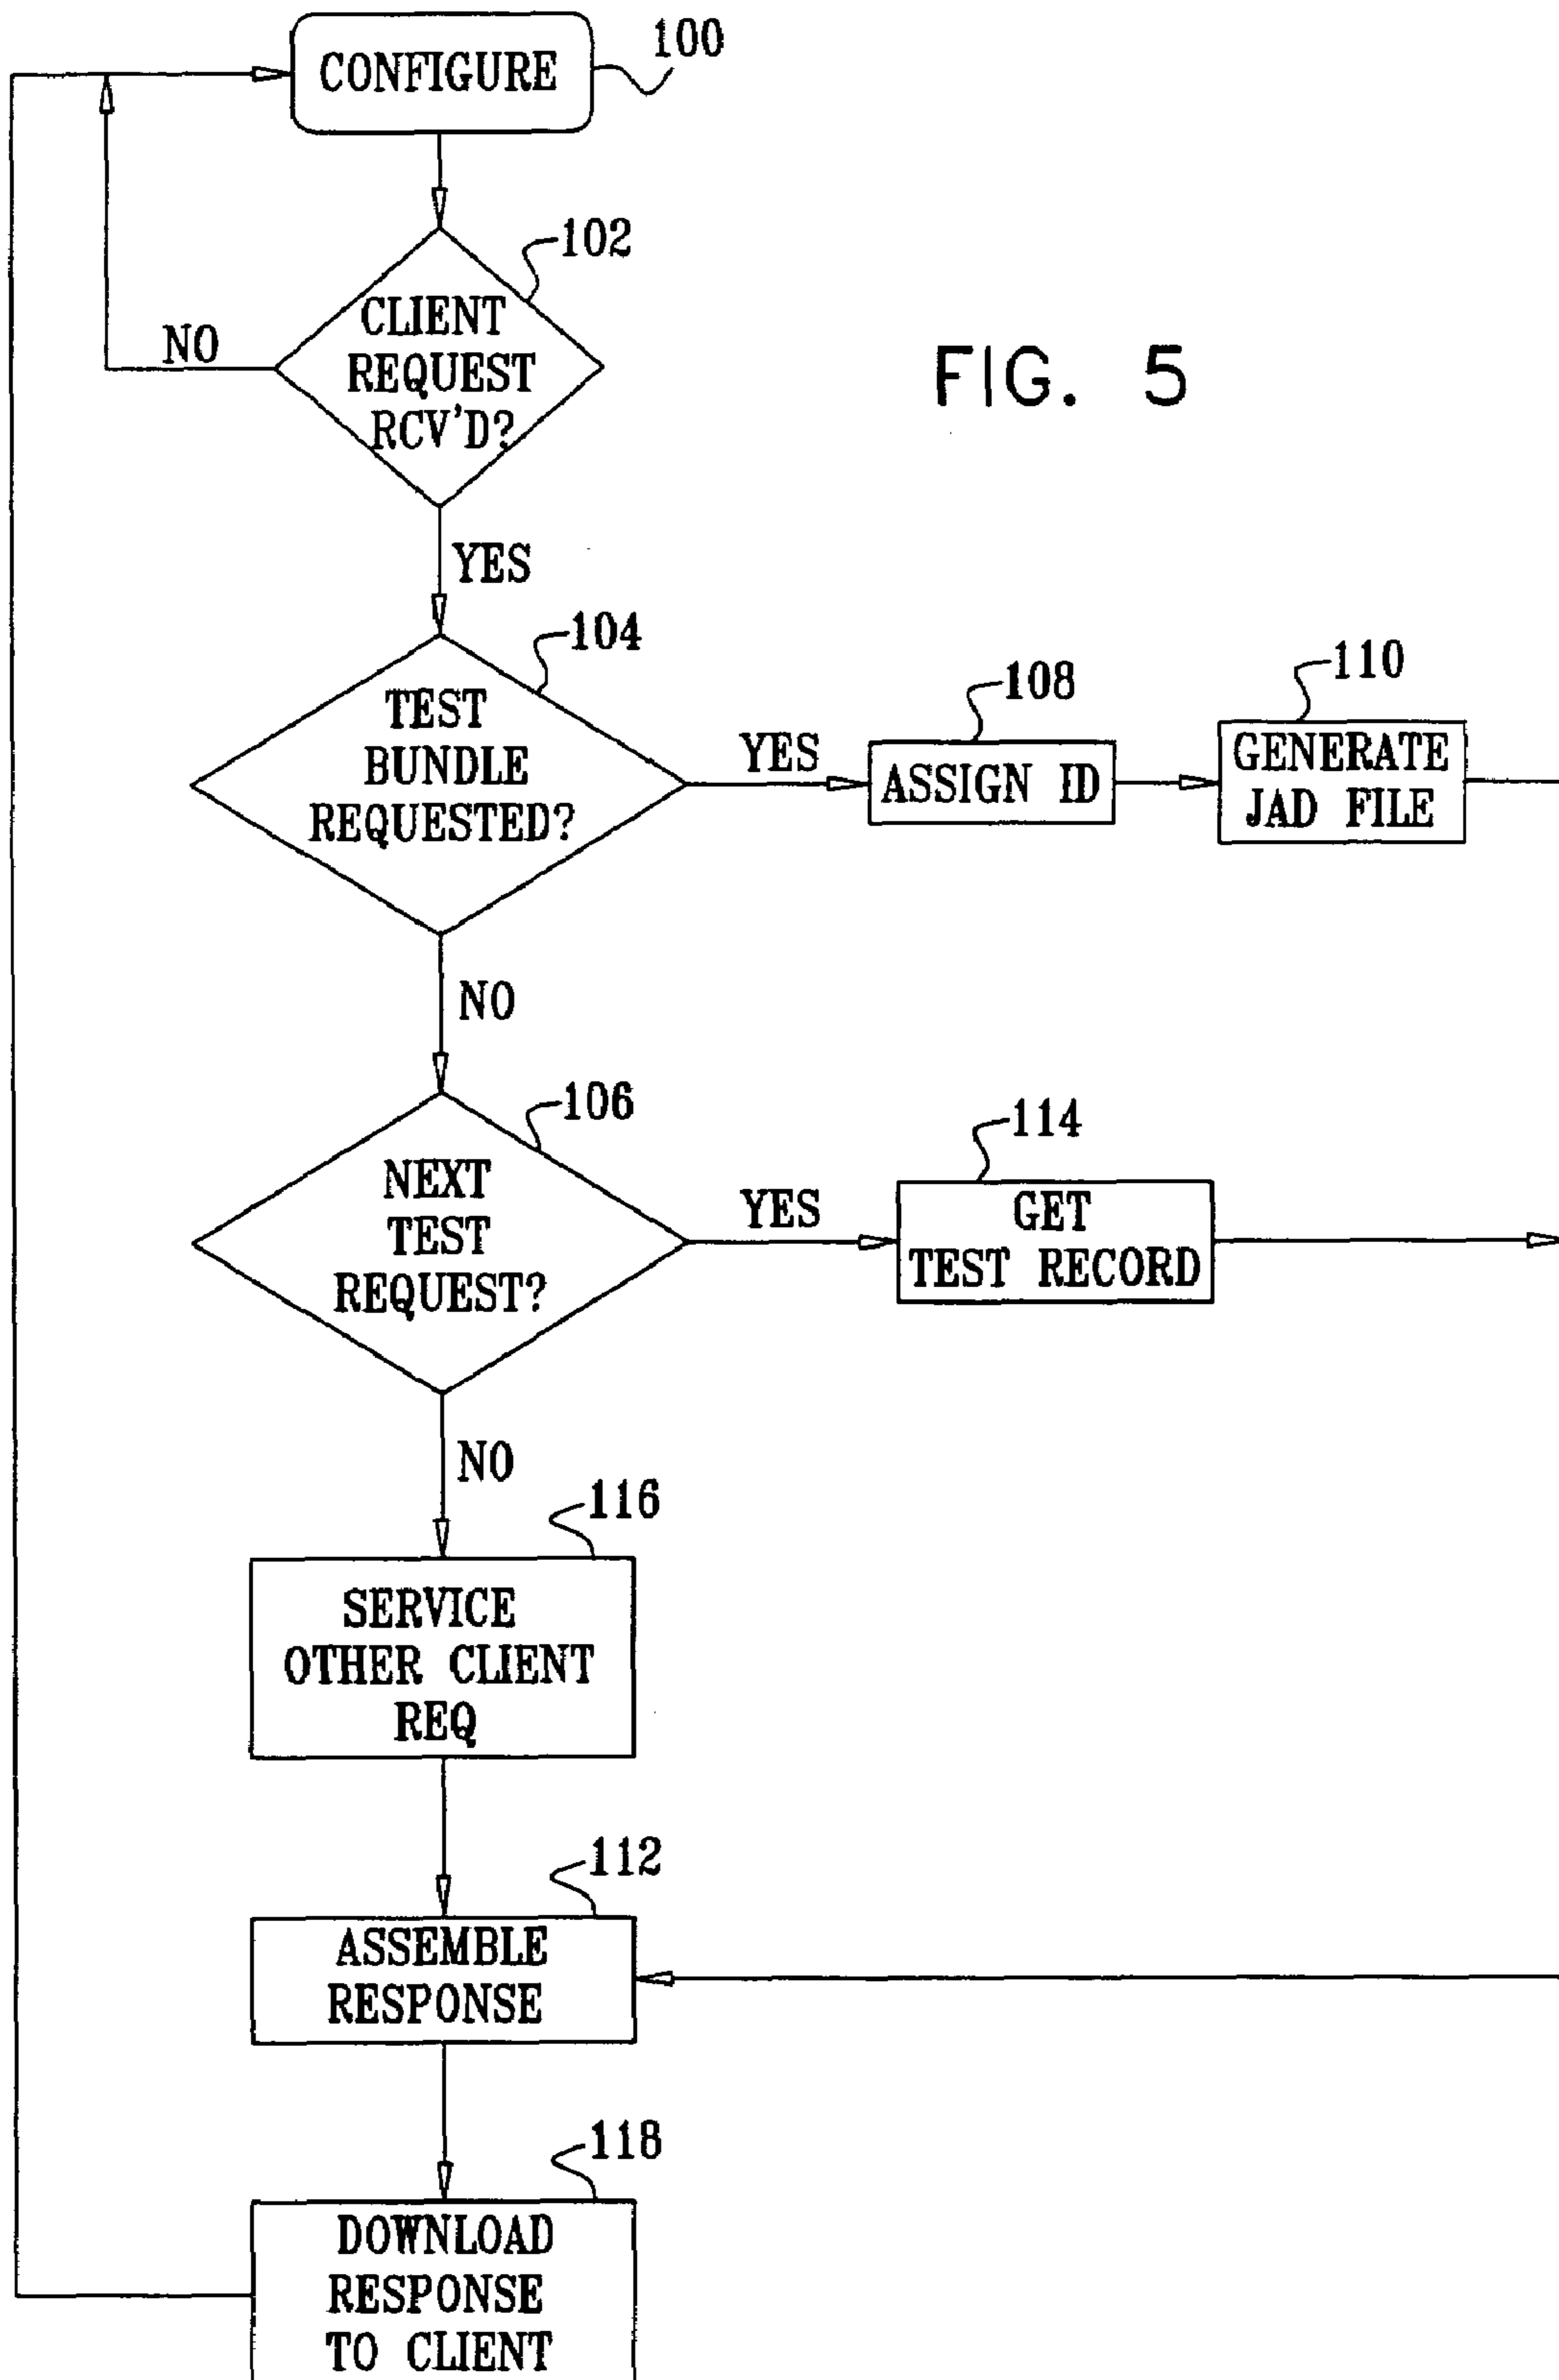 CONFIGURE
100
102
CLIENT
REQUEST
RCV'D?
NO
FIG. 5
YES
104
TEST
BUNDLE
REQUESTED?
YES
108
ASSIGN ID
110
GENERATE
JAD FILE
NO
106
NEXT
TEST
REQUEST?
YES
114
GET
TEST RECORD
NO
116
SERVICE
OTHER CLIENT
REQ
112
ASSEMBLE
RESPONSE
118
DOWNLOAD
RESPONSE
TO CLIENT